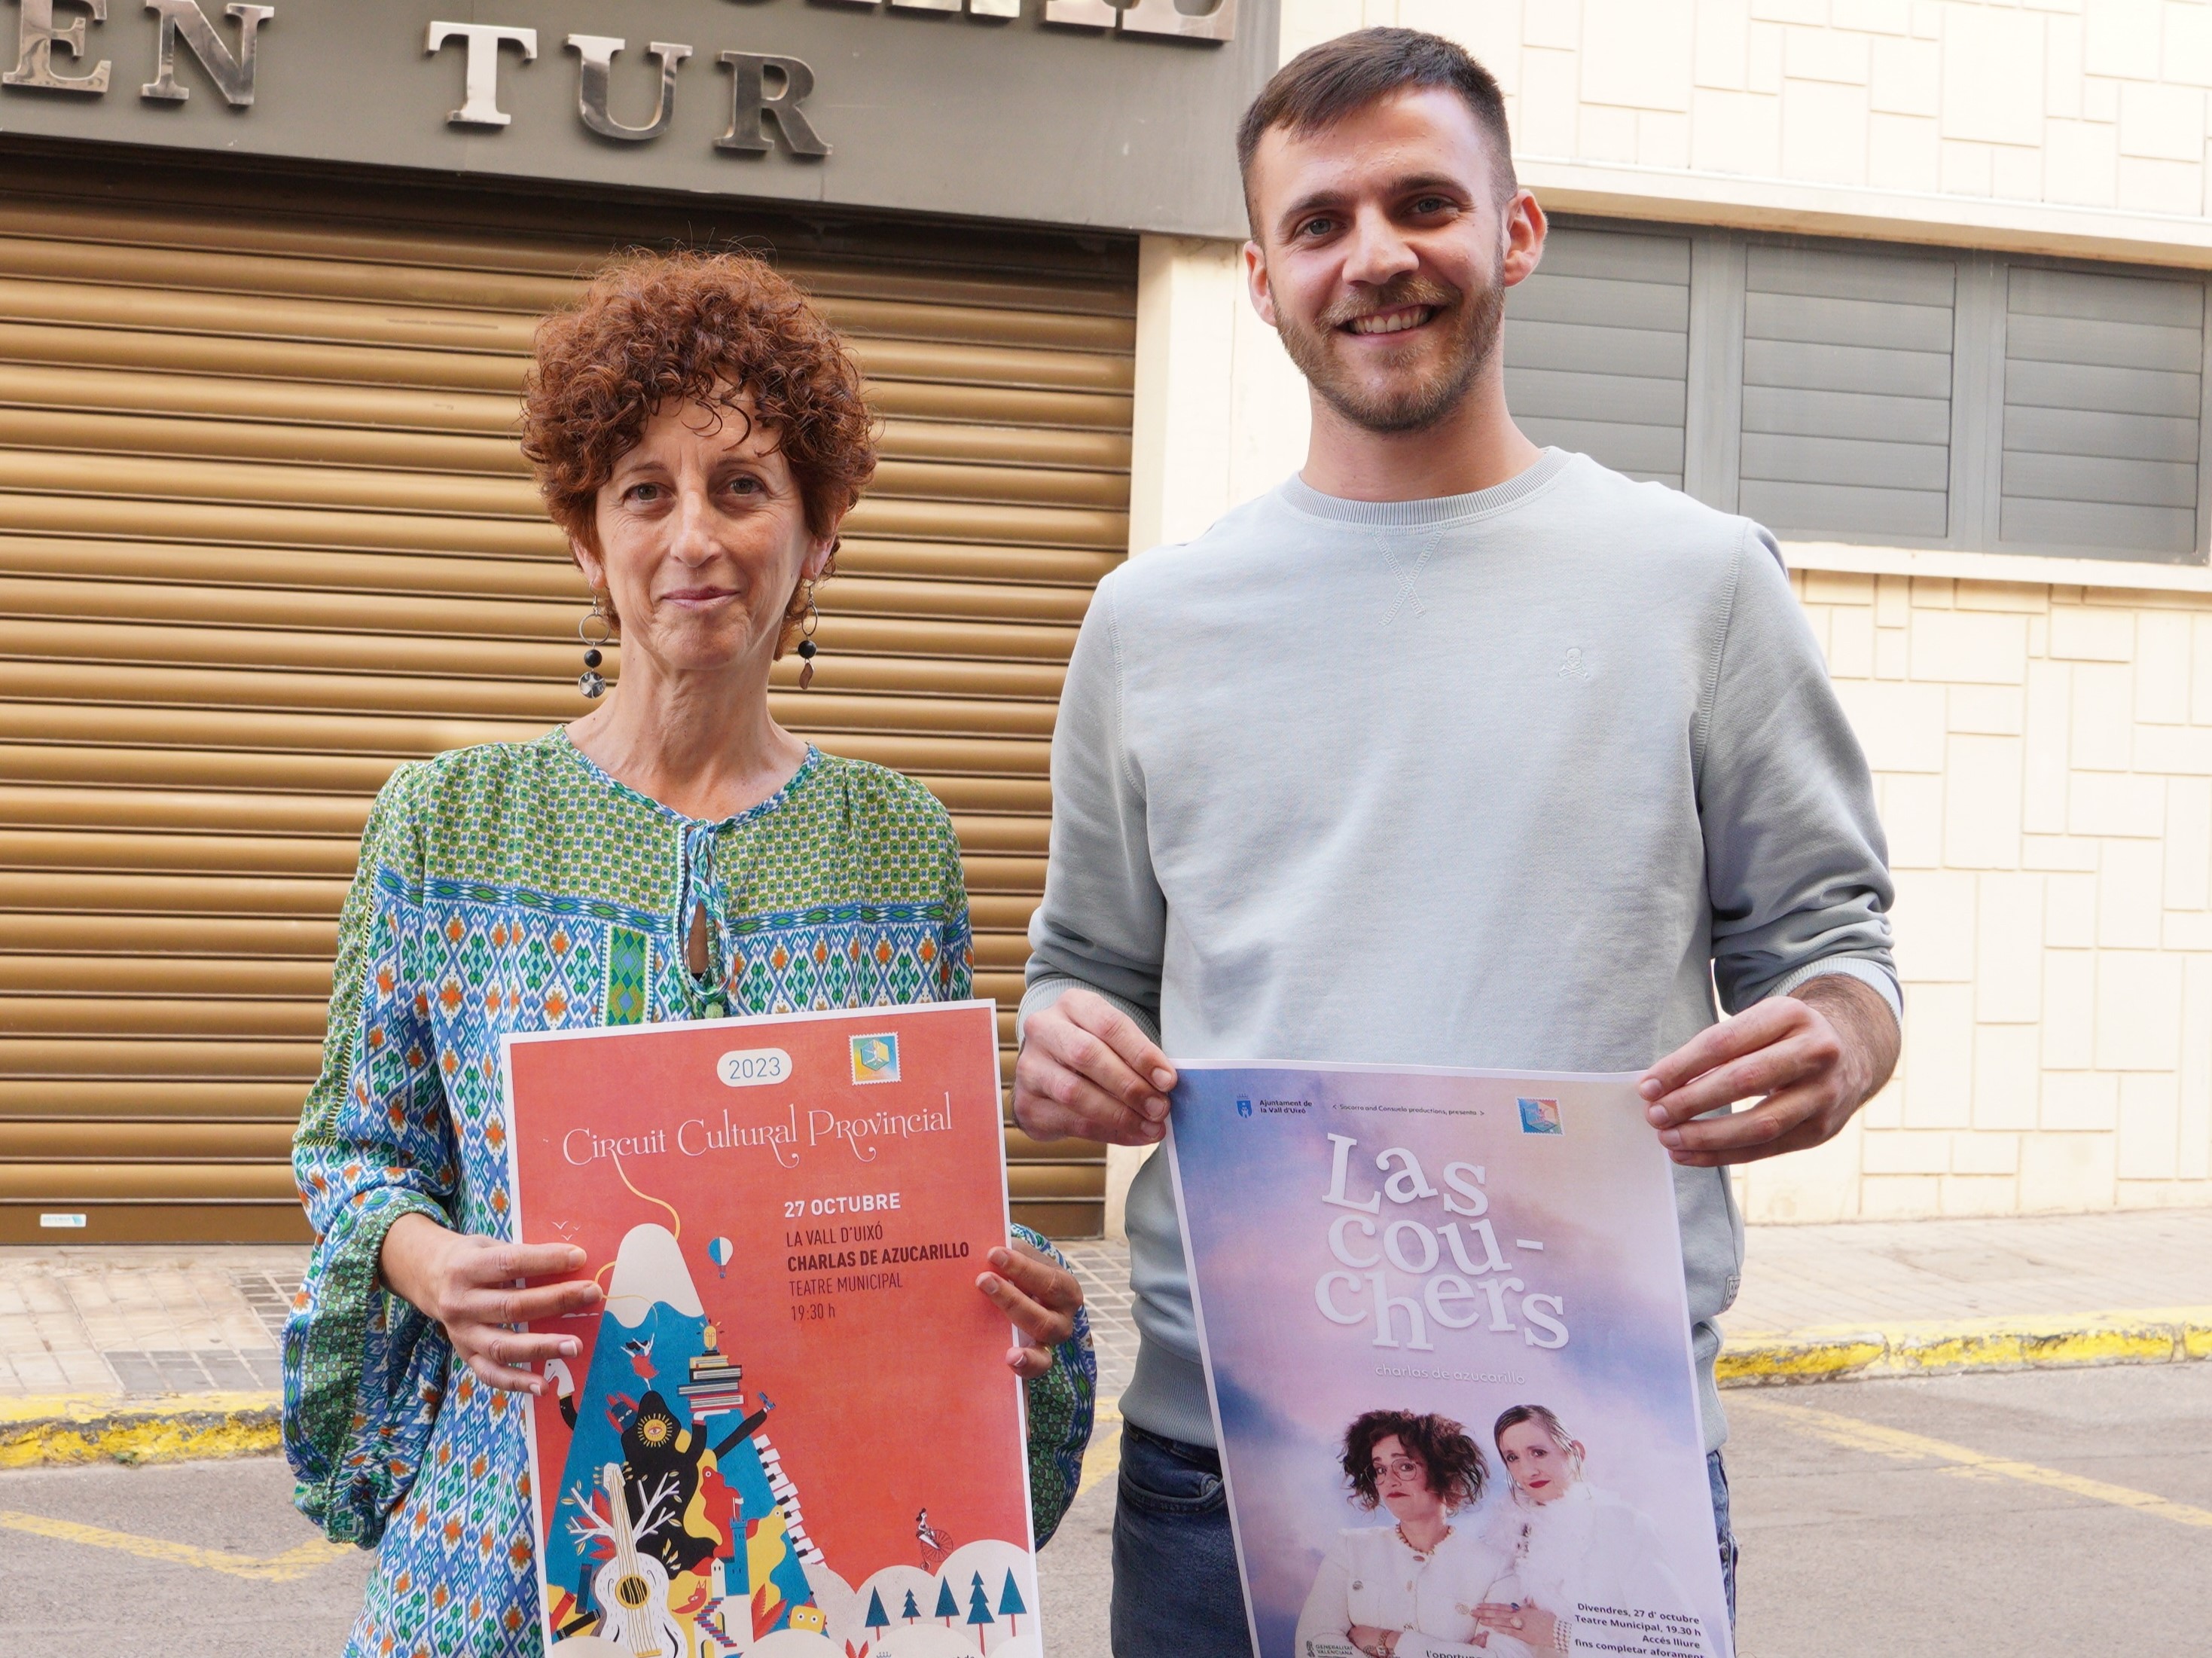 EN TUR
2023
Circuit Cultural Provincial
27 OCTUBRE
LA VALL D'UIXÓ
CHARLAS DE AZUCARILLO
TEATRE MUNICIPAL
19:30 h
Ajuntament de
la Vall d'Uixó
< Socorro and Consuelo productions, presenta >
Las
cou-
chers
charlas de azucarillo
Divendres, 27 d' octubre
Teatre Municipal, 19.30 h
Accés lliure
fins completar aforament
GENERALITAT
VALENCIANA